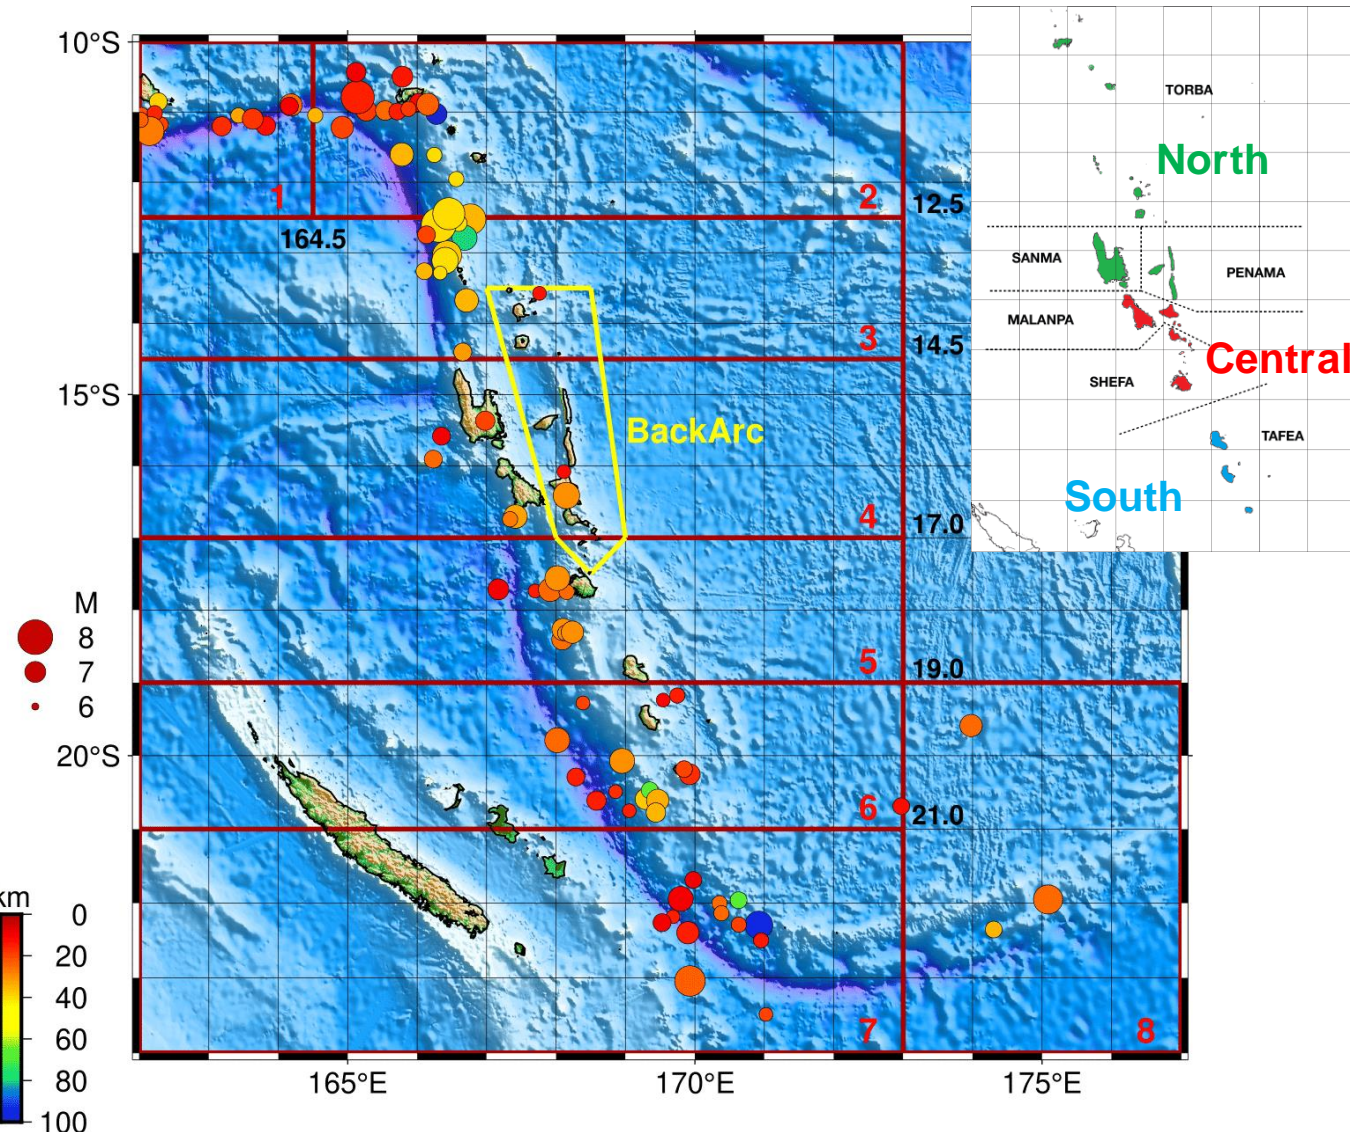 10°S
15°S
20°S
165°E
170°E
175°E
1
2
12.5
164.5
3
14.5
BackArc
4
17.0
5
19.0
6
21.0
7
8
M
8
7
6
km
0
20
40
60
80
100
TORBA
North
SANMA
PENAMA
MALANPA
Central
SHEFA
TAFEA
South